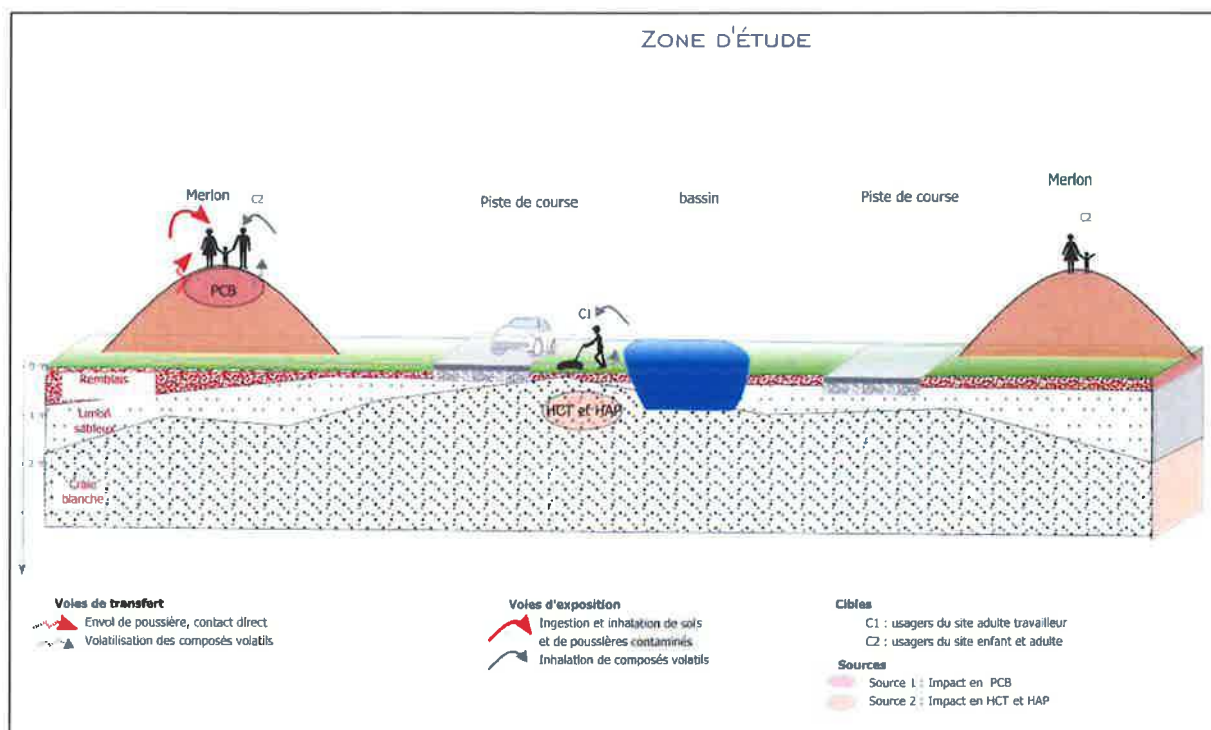 ZONE D'ÉTUDE
Merlon
C2
Piste de course
bassin
Piste de course
Merlon
C2
PCB
C1
0 m
Remblais
HCT et HAP
1 m
Limon
sableux
2 m
Craie
blanche
Voies de transfert
Envol de poussière, contact direct
Volatilisation des composés volatils
Voies d'exposition
Ingestion et inhalation de sols
et de poussières contaminés
Inhalation de composés volatils
Cibles
C1 : usagers du site adulte travailleur
C2 : usagers du site enfant et adulte
Sources
Source 1 : Impact en PCB
Source 2 : Impact en HCT et HAP